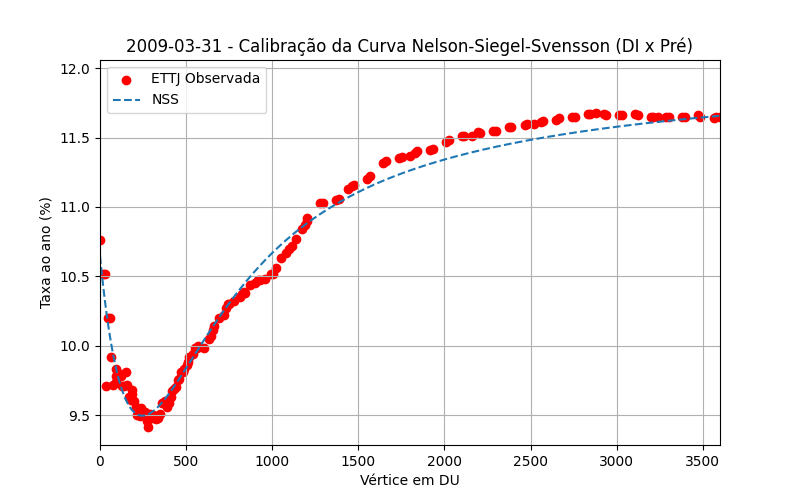 2009-03-31 - Calibração da Curva Nelson-Siegel-Svensson (DI x Pré)
ETTJ Observada
NSS
Taxa ao ano (%)
12.0
11.5
11.0
10.5
10.0
9.5
0 500 1000 1500 2000 2500 3000 3500
Vértice em DU